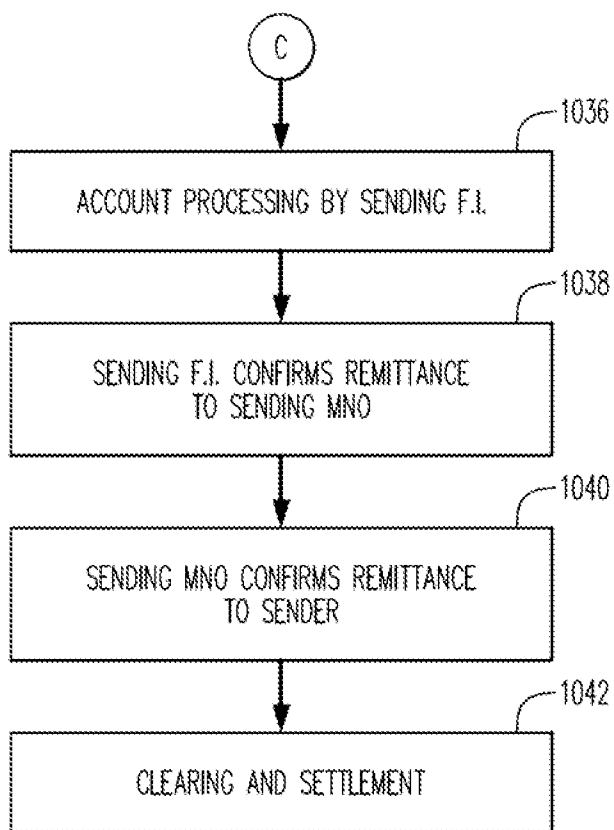 C
1036
ACCOUNT PROCESSING BY SENDING F.I.
1038
SENDING F.I. CONFIRMS REMITTANCE
TO SENDING MNO
1040
SENDING MNO CONFIRMS REMITTANCE
TO SENDER
1042
CLEARING AND SETTLEMENT